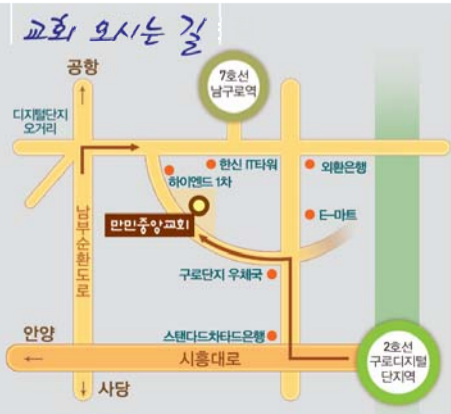 교회 오시는 길
공항
7호선
남구로역
디지털단지
오거리
한신 IT타워
하이엔드 1차
외환은행
E-마트
만민중앙교회
남부순환도로
구로단지 우체국
스탠다드차타드은행
안양
시흥대로
2호선
구로디지털
단지역
사당